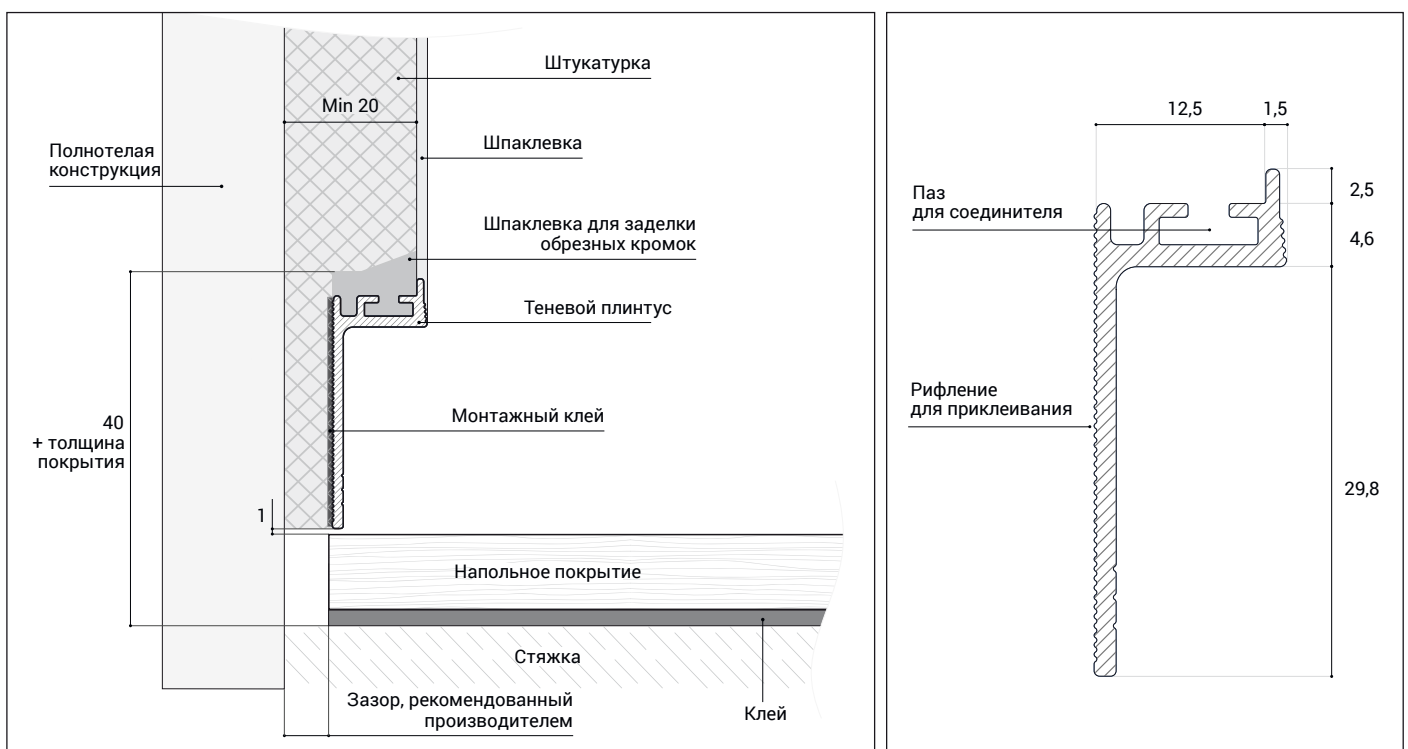 Штукатурка
Min 20
Шпаклевка
Полнотелая
конструкция
Шпаклевка для заделки
обрезных кромок
Теневой плинтус
Монтажный клей
40
+ толщина
покрытия
1
Напольное покрытие
Стяжка
Зазор, рекомендованный
производителем
Клей
12,5
1,5
2,5
Паз
для соединителя
4,6
Рифление
для приклеивания
29,8